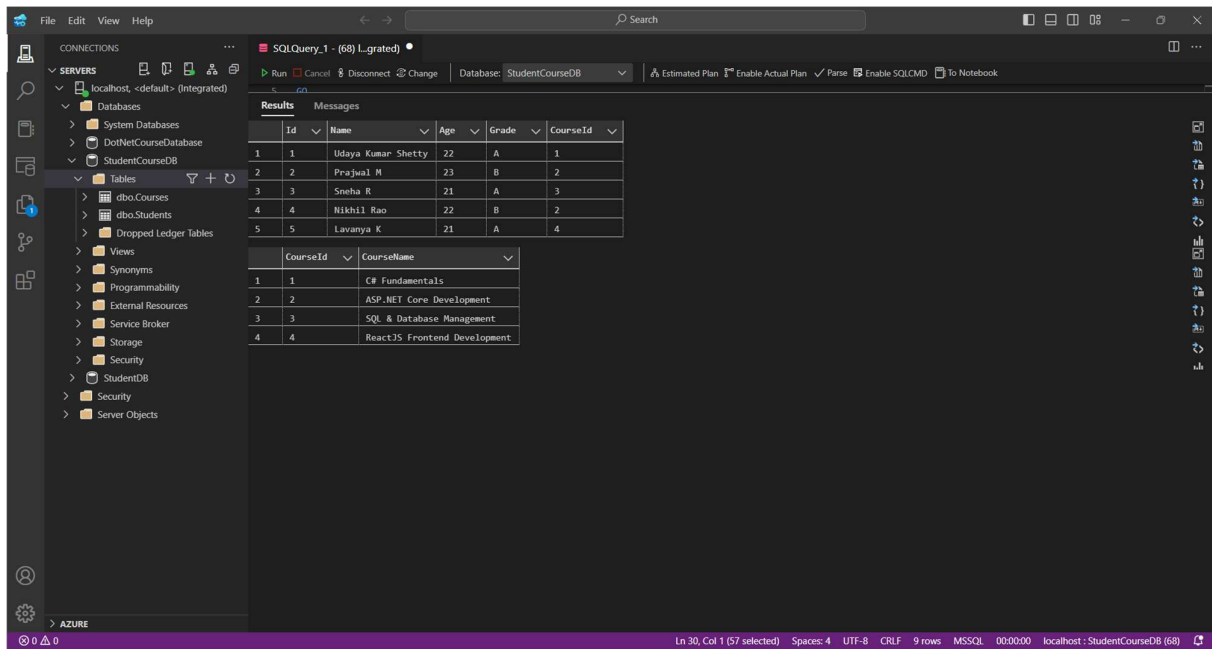 File Edit View Help
Search
CONNECTIONS
SQLQuery_1 - (68) l...grated)
SERVERS
Run Cancel Disconnect Change Database: StudentCourseDB Estimated Plan Enable Actual Plan Parse Enable SQLCMD To Notebook
localhost, <default> (Integrated)
5 GO
Databases
Results Messages
System Databases
DotNetCourseDatabase
StudentCourseDB
Tables
dbo.Courses
dbo.Students
Dropped Ledger Tables
Views
Synonyms
Programmability
External Resources
Service Broker
Storage
Security
StudentDB
Security
Server Objects
1
Id Name Age Grade CourseId
1 1 Udaya Kumar Shetty 22 A 1
2 2 Prajwal M 23 B 2
3 3 Sneha R 21 A 3
4 4 Nikhil Rao 22 B 2
5 5 Lavanya K 21 A 4
CourseId CourseName
1 1 C# Fundamentals
2 2 ASP.NET Core Development
3 3 SQL & Database Management
4 4 ReactJS Frontend Development
AZURE
0 0 Ln 30, Col 1 (57 selected) Spaces: 4 UTF-8 CRLF 9 rows MSSQL 00:00:00 localhost : StudentCourseDB (68)